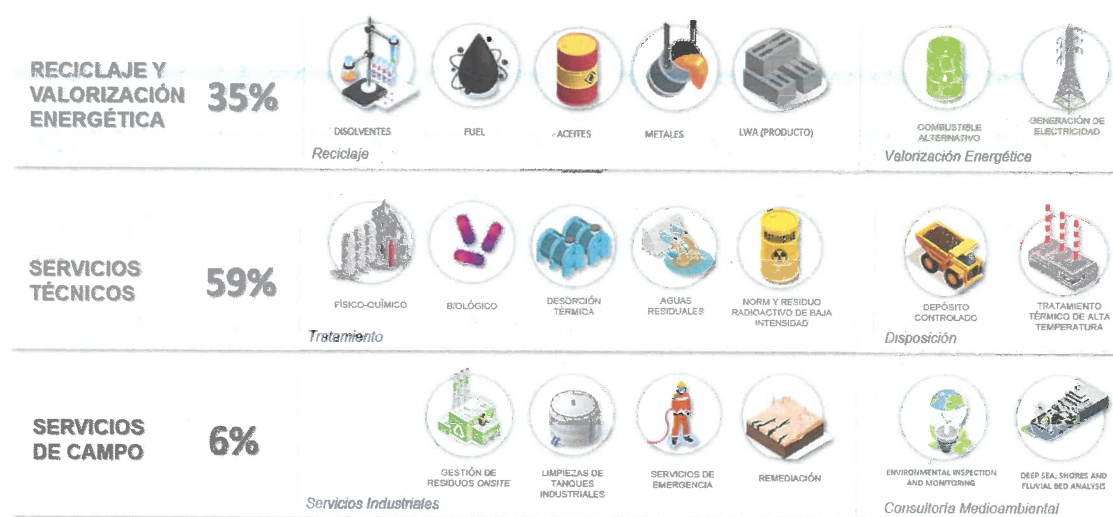 RECICLAJE Y
VALORIZACIÓN
ENERGÉTICA
35%
DISOLVENTES
FUEL
ACEITES
METALES
LWA (PRODUCTO)
Reciclaje
COMBUSTIBLE
ALTERNATIVO
GENERACIÓN DE
ELECTRICIDAD
Valorización Energética
SERVICIOS
TÉCNICOS
59%
FÍSICO-QUÍMICO
BIOLÓGICO
DESORCIÓN
TÉRMICA
AGUAS
RESIDUALES
NORM Y RESIDUO
RADIOACTIVO DE BAJA
INTENSIDAD
Tratamiento
DEPÓSITO
CONTROLADO
TRATAMIENTO
TÉRMICO DE ALTA
TEMPERATURA
Disposición
SERVICIOS
DE CAMPO
6%
GESTIÓN DE
RESIDUOS ONSITE
LIMPIEZAS DE
TANQUES
INDUSTRIALES
SERVICIOS DE
EMERGENCIA
REMEDIACIÓN
Servicios Industriales
ENVIRONMENTAL INSPECTION
AND MONITORING
DEEP SEA, SHORES AND
FLUVIAL BED ANALYSIS
Consultoría Medioambiental